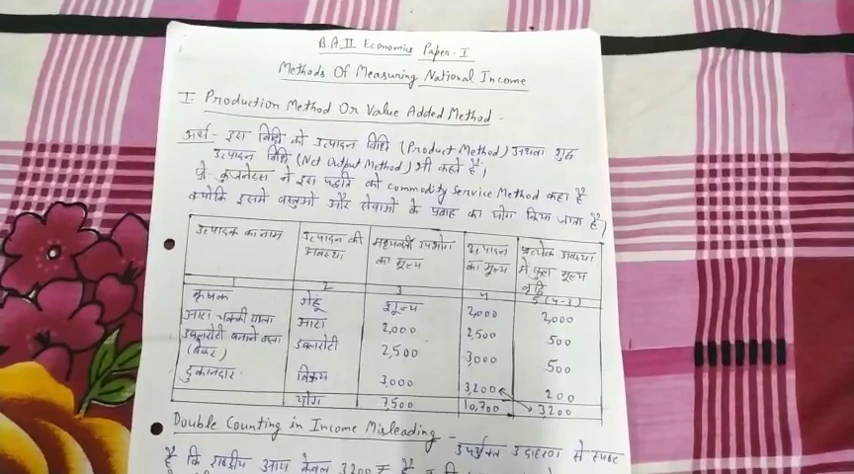 B.A II Economics Paper-I
Methods Of Measuring National Income
I. Production Method Or Value Added Method.
अर्थ:- इस विधि को उत्पादन विधि (Product Method) अथवा शुद्ध
उत्पादन विधि (Net Output Method) भी कहते हैं।
प्रो. कुजनेटस ने इस पद्धति को commodity Service Method कहा है
क्योंकि इसमे वस्तुओं और सेवाओं के प्रवाह का योग किया जाता है।
उत्पादक का नाम उत्पादन की अवस्था मध्यवर्ती उपभोग का मूल्य उत्पादन का मूल्य प्रत्येक अवस्था में कुल मूल्य वृद्धि
1 2 3 4 5 (4-3)
कृषक गेहूं शून्य 2,000 2,000
आटा चक्की वाला आटा 2,000 2,500 500
डबलरोटी बनाने वाला (बेकर) डबलरोटी 2,500 3,000 500
दुकानदार विक्रय 3,000 3,200 200
योग 7,500 10,700 3200
Double Counting in Income Misleading -
उपर्युक्त उदाहरण से स्पष्ट
है कि राष्ट्रीय आय केवल 3200 ₹ है